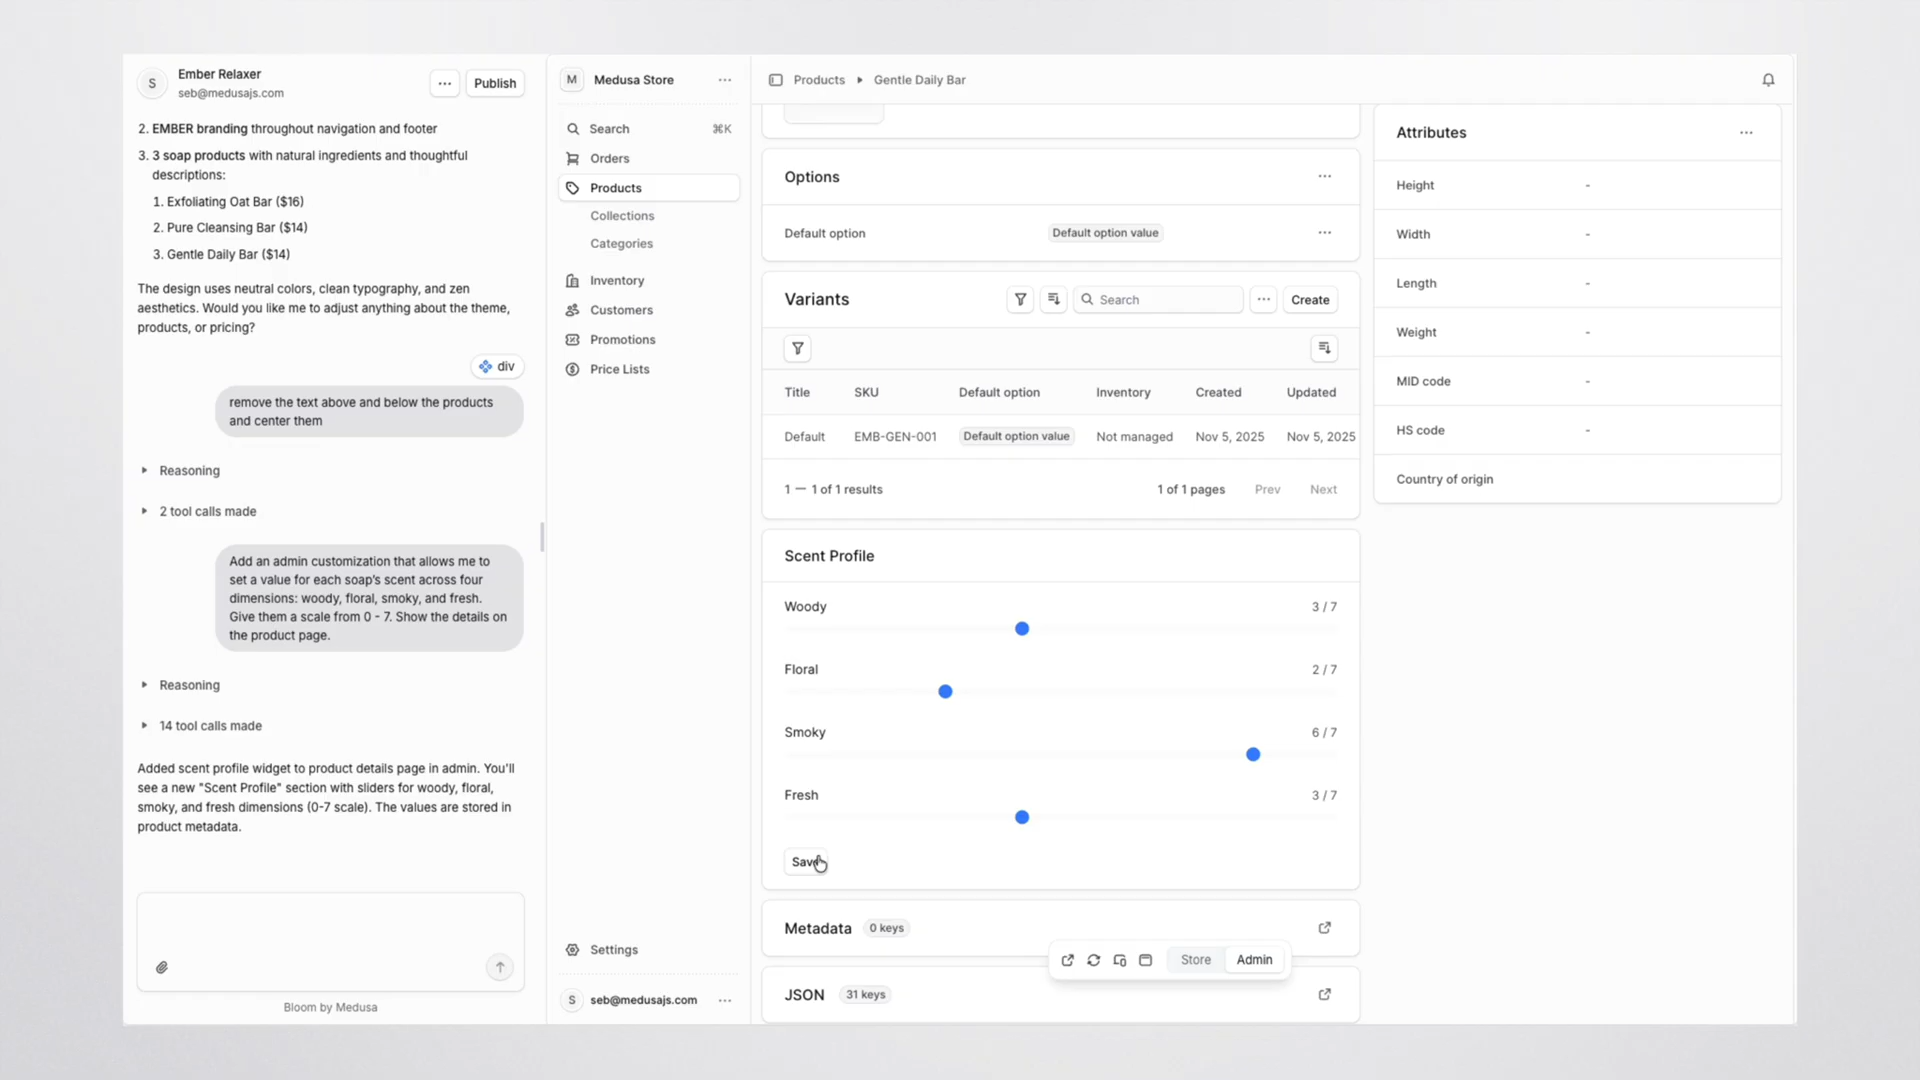 S
Ember Relaxer
seb@medusajs.com
...
Publish
2. EMBER branding throughout navigation and footer
3. 3 soap products with natural ingredients and thoughtful
descriptions:
1. Exfoliating Oat Bar ($16)
2. Pure Cleansing Bar ($14)
3. Gentle Daily Bar ($14)
The design uses neutral colors, clean typography, and zen
aesthetics. Would you like me to adjust anything about the theme,
products, or pricing?
div
remove the text above and below the products
and center them
Reasoning
2 tool calls made
Add an admin customization that allows me to
set a value for each soap's scent across four
dimensions: woody, floral, smoky, and fresh.
Give them a scale from 0 - 7. Show the details on
the product page.
Reasoning
14 tool calls made
Added scent profile widget to product details page in admin. You'll
see a new "Scent Profile" section with sliders for woody, floral,
smoky, and fresh dimensions (0-7 scale). The values are stored in
product metadata.
Bloom by Medusa
M
Medusa Store
Search
⌘K
Orders
Products
Collections
Categories
Inventory
Customers
Promotions
Price Lists
Settings
S
seb@medusajs.com
Products
Gentle Daily Bar
Options
Default option
Default option value
Variants
Search
Create
Title SKU Default option Inventory Created Updated
Default EMB-GEN-001 Default option value Not managed Nov 5, 2025 Nov 5, 2025
1 — 1 of 1 results
1 of 1 pages
Prev
Next
Scent Profile
Woody 3 / 7
Floral 2 / 7
Smoky 6 / 7
Fresh 3 / 7
Metadata
0 keys
Store
Admin
JSON
31 keys
Attributes
Height -
Width -
Length -
Weight -
MID code -
HS code -
Country of origin